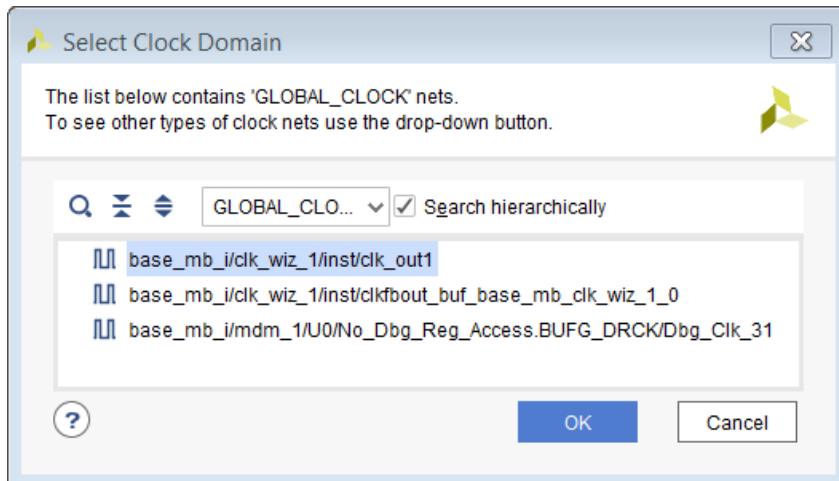 Select Clock Domain
The list below contains 'GLOBAL_CLOCK' nets.
To see other types of clock nets use the drop-down button.
GLOBAL_CLO... Search hierarchically
base_mb_i/clk_wiz_1/inst/clk_out1
base_mb_i/clk_wiz_1/inst/clkfbout_buf_base_mb_clk_wiz_1_0
base_mb_i/mdm_1/U0/No_Dbg_Reg_Access.BUFG_DRCK/Dbg_Clk_31
? OK Cancel